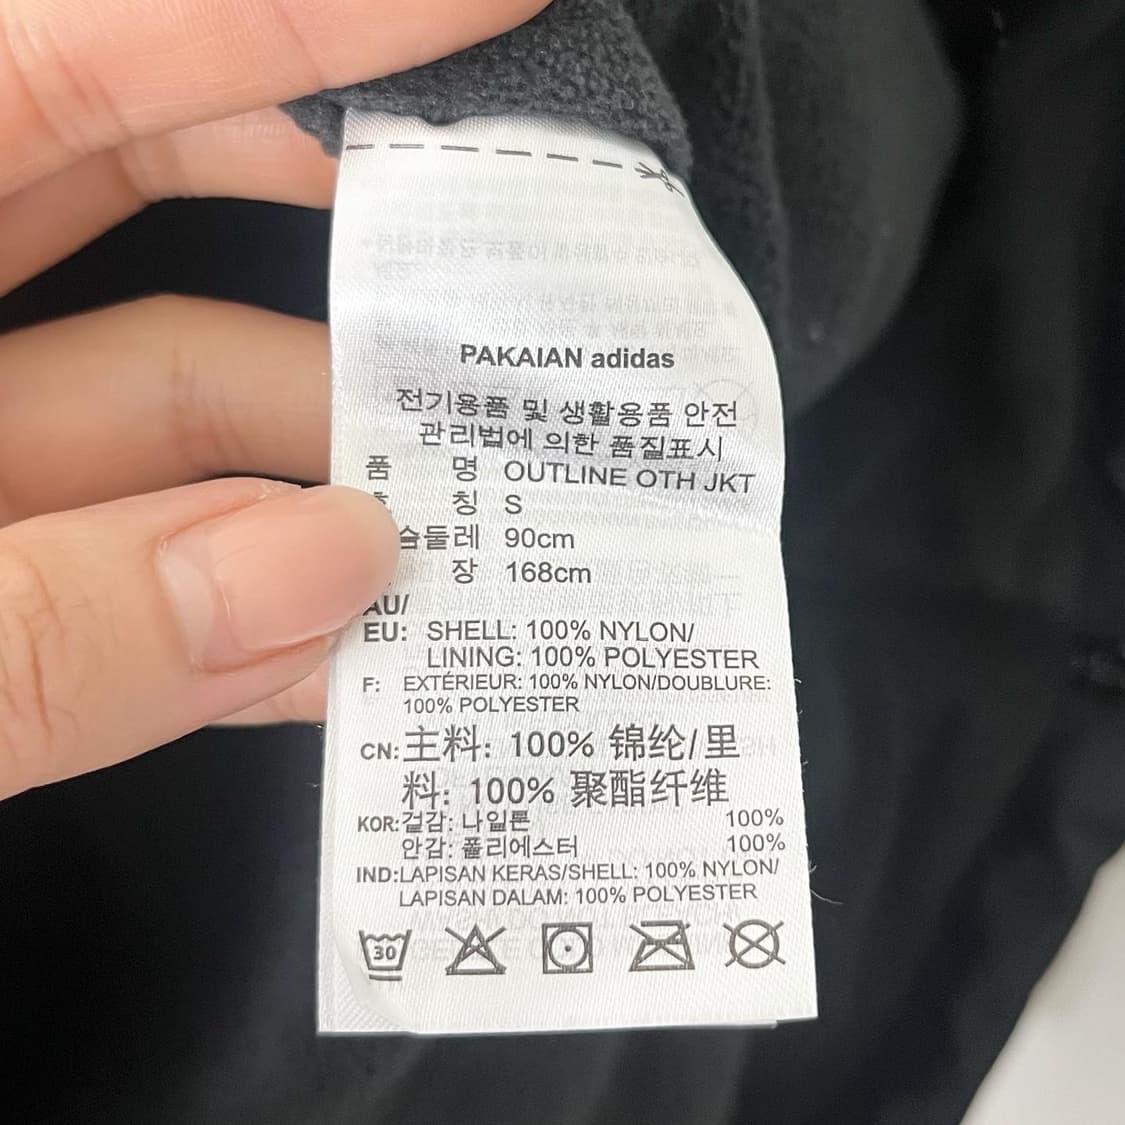 PAKAIAN adidas
전기용품 및 생활용품 안전
관리법에 의한 품질표시
품 명 OUTLINE OTH JKT
칭 S
슴둘레 90cm
장 168cm
AU/
EU: SHELL: 100% NYLON/
LINING: 100% POLYESTER
F: EXTÉRIEUR: 100% NYLON/DOUBLURE:
100% POLYESTER
CN: 主料: 100% 锦纶/里
料: 100% 聚酯纤维
KOR: 겉감: 나일론 100%
안감: 폴리에스터 100%
IND: LAPISAN KERAS/SHELL: 100% NYLON/
LAPISAN DALAM: 100% POLYESTER
30